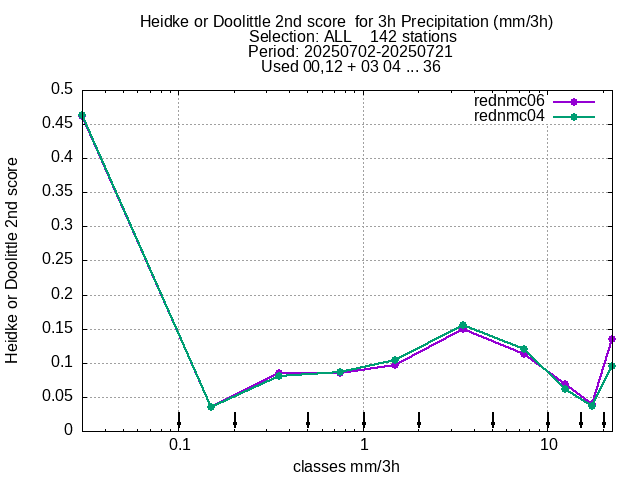 Heidke or Doolittle 2nd score  for 3h Precipitation (mm/3h)
Selection: ALL    142 stations
Period: 20250702-20250721
Used 00,12 + 03 04 ... 36
rednmc06
rednmc04
0.5
0.45
0.4
0.35
0.3
0.25
0.2
0.15
0.1
0.05
0
Heidke or Doolittle 2nd score
0.1 1 10
classes mm/3h